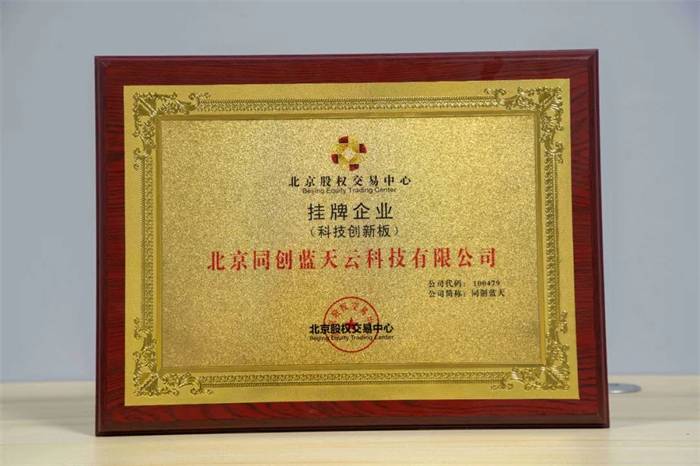 北京股权交易中心
Beijing Equity Trading Center
挂牌企业
（科技创新板）
北京同创蓝天云科技有限公司
公司代码：100479
公司简称：同创蓝天
北京股权交易中心
Beijing Equity Trading Center